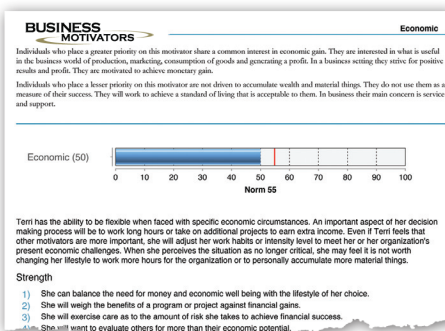 BUSINESS
MOTIVATORS
Economic
Individuals who place a greater priority on this motivator share a common interest in economic gain. They are interested in what is useful
in the business world of production, marketing, consumption of goods and generating a profit. In a business setting they strive for positive
results and profit. They are motivated to achieve monetary gain.
Individuals who place a lesser priority on this motivator are not driven to accumulate wealth and material things. They do not use them as a
measure of their success. They will work to achieve a standard of living that is acceptable to them. In business their main concern is service
and support.
Economic (50)
0 10 20 30 40 50 60 70 80 90 100
Norm 55
Terri has the ability to be flexible when faced with specific economic circumstances. An important aspect of her decision
making process will be to work long hours or take on additional projects to earn extra income. Even if Terri feels that
other motivators are more important, she will adjust her work habits or intensity level to meet her or her organization's
present economic challenges. When she perceives the situation as no longer critical, she may feel it is not worth
changing her lifestyle to work more hours for the organization or to personally accumulate more material things.
Strength
1) She can balance the need for money and economic well being with the lifestyle of her choice.
2) She will weigh the benefits of a program or project against financial gains.
3) She will exercise care as to the amount of risk she takes to achieve financial success.
4) She will want to evaluate others for more than their economic potential.